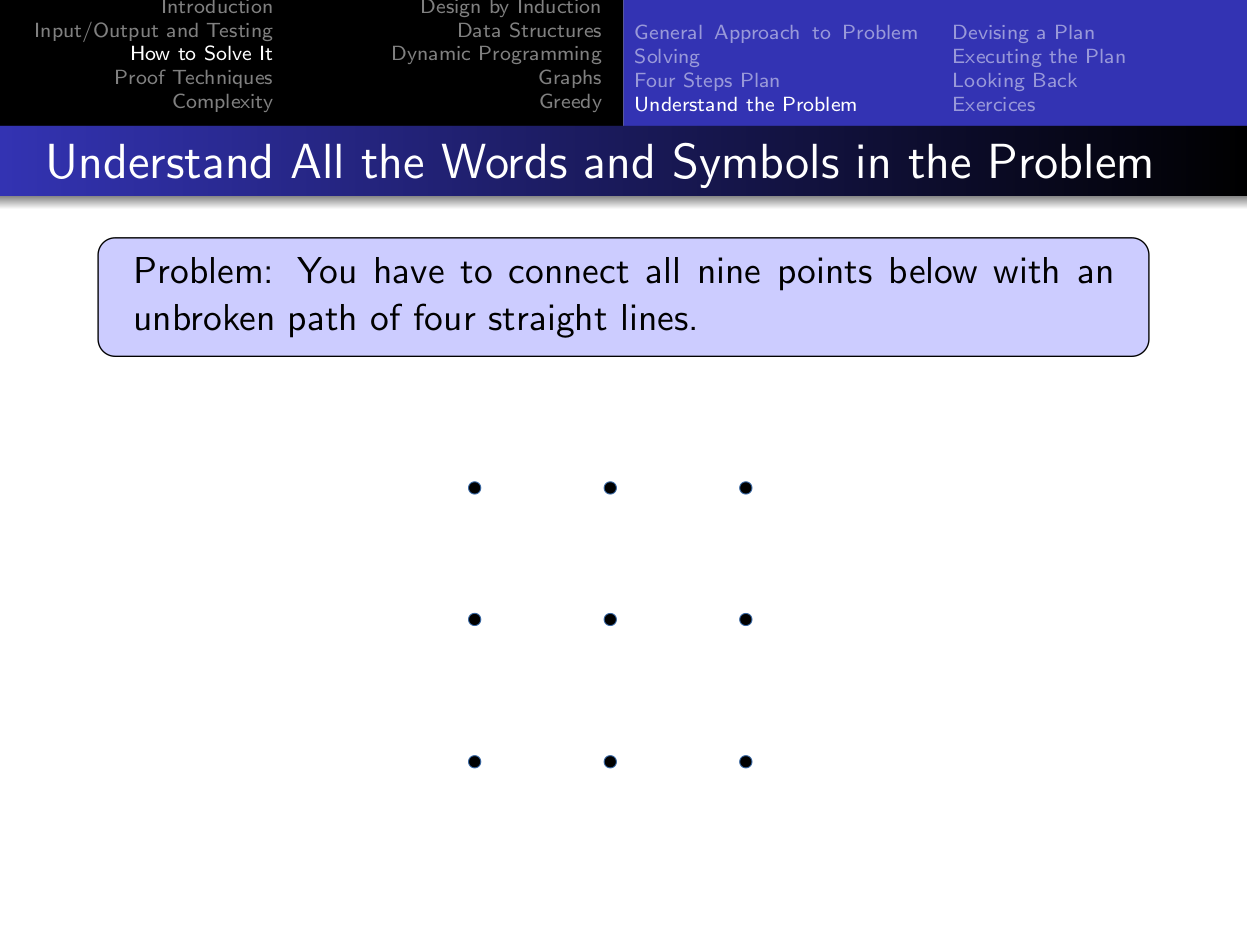 Introduction
Input/Output and Testing
How to Solve It
Proof Techniques
Complexity
Design by Induction
Data Structures
Dynamic Programming
Graphs
Greedy
General Approach to Problem
Solving
Four Steps Plan
Understand the Problem
Devising a Plan
Executing the Plan
Looking Back
Exercices
Understand All the Words and Symbols in the Problem
Problem: You have to connect all nine points below with an
unbroken path of four straight lines.